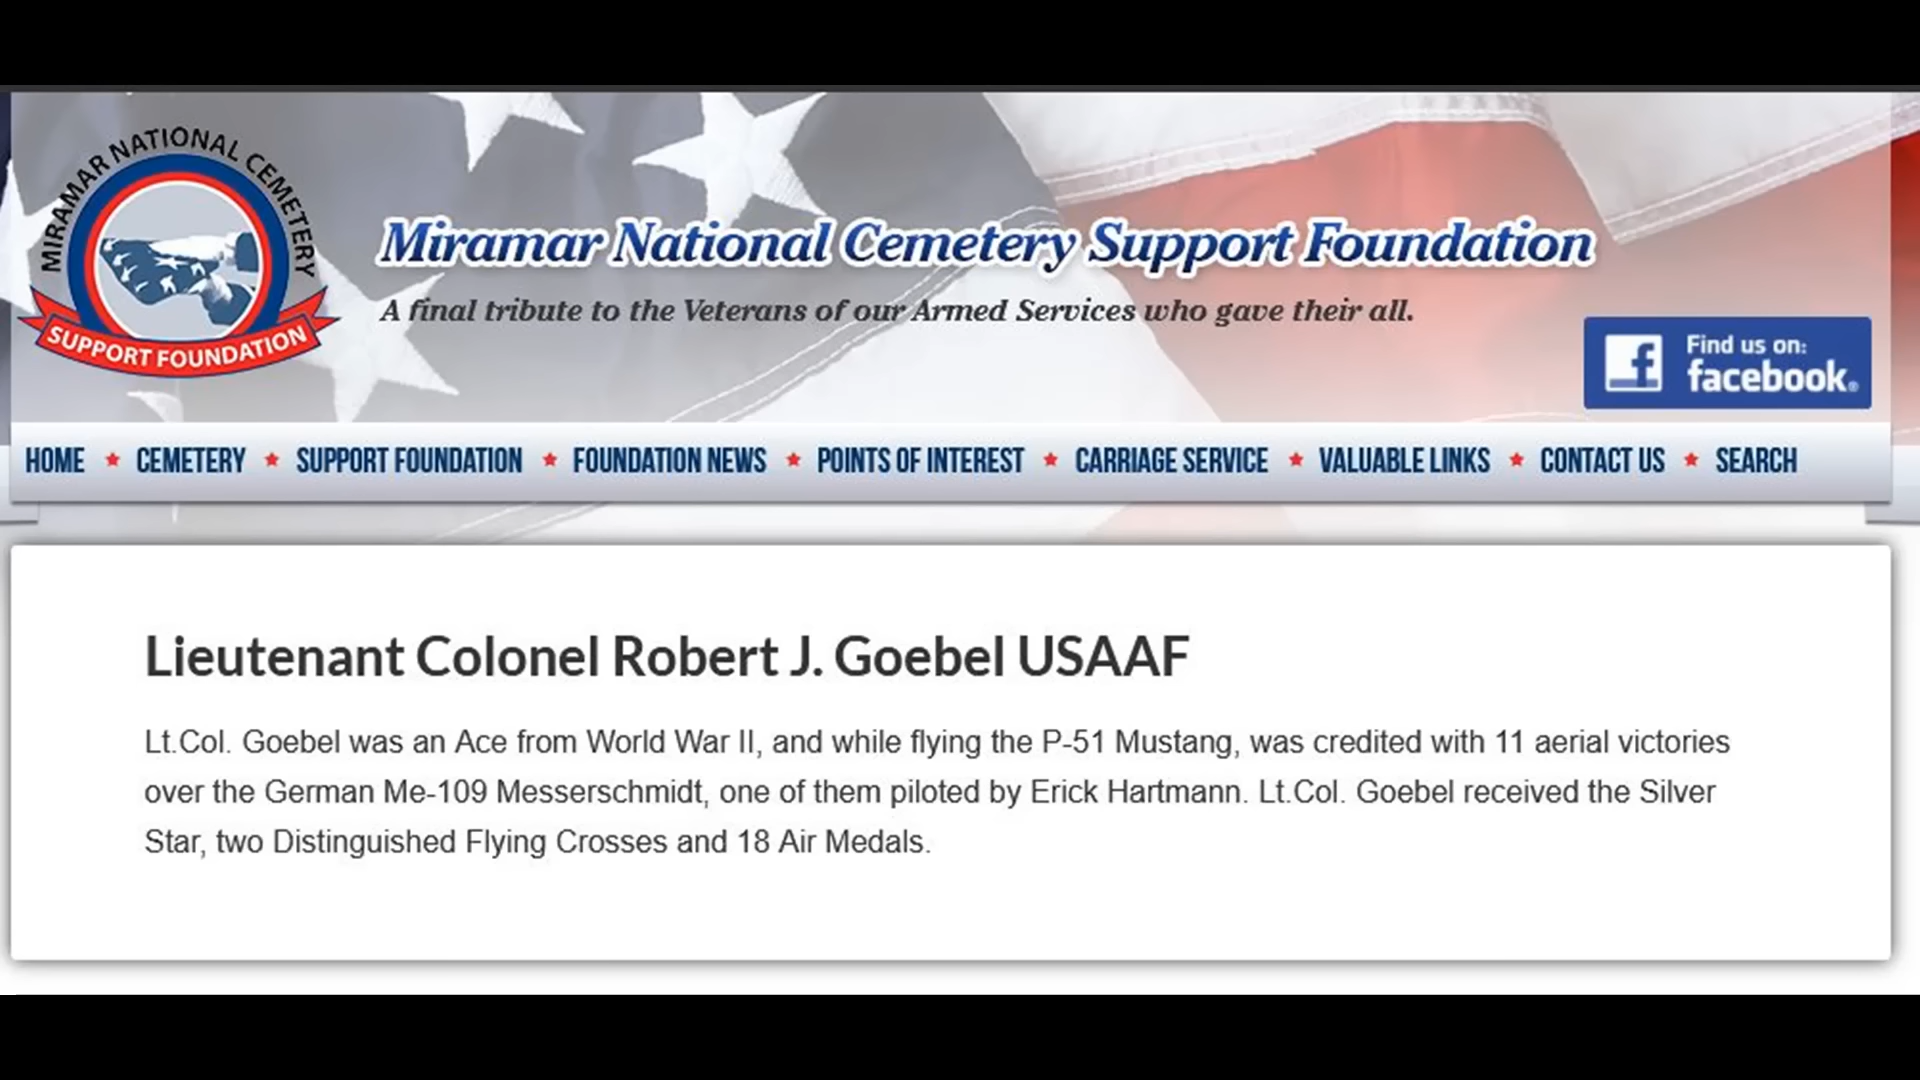 MIRAMAR NATIONAL CEMETERY
SUPPORT FOUNDATION
Miramar National Cemetery Support Foundation
A final tribute to the Veterans of our Armed Services who gave their all.
Find us on:
facebook®
HOME ★ CEMETERY ★ SUPPORT FOUNDATION ★ FOUNDATION NEWS ★ POINTS OF INTEREST ★ CARRIAGE SERVICE ★ VALUABLE LINKS ★ CONTACT US ★ SEARCH
Lieutenant Colonel Robert J. Goebel USAAF
Lt.Col. Goebel was an Ace from World War II, and while flying the P-51 Mustang, was credited with 11 aerial victories
over the German Me-109 Messerschmidt, one of them piloted by Erick Hartmann. Lt.Col. Goebel received the Silver
Star, two Distinguished Flying Crosses and 18 Air Medals.